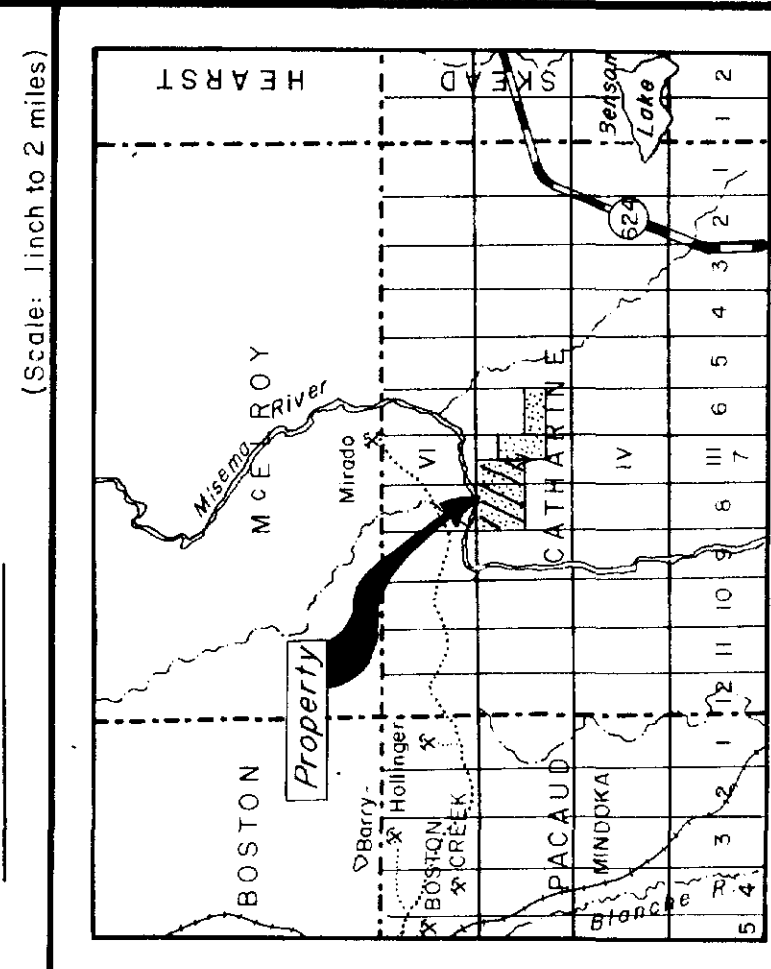 (Scale: 1inch to 2 miles)
HEARST
SKEAD
Benson
Lake
2
1
1
2
3
4
5
6
7
8
9
10
11
12
1
2
3
4
5
624
McELROY
Misema River
Mirado
VI
CATHARINE
IV
III
Property
BOSTON
Barry-
Hollinger
BOSTON
CREEK
PACAUD
MINDOKA
Blanche R